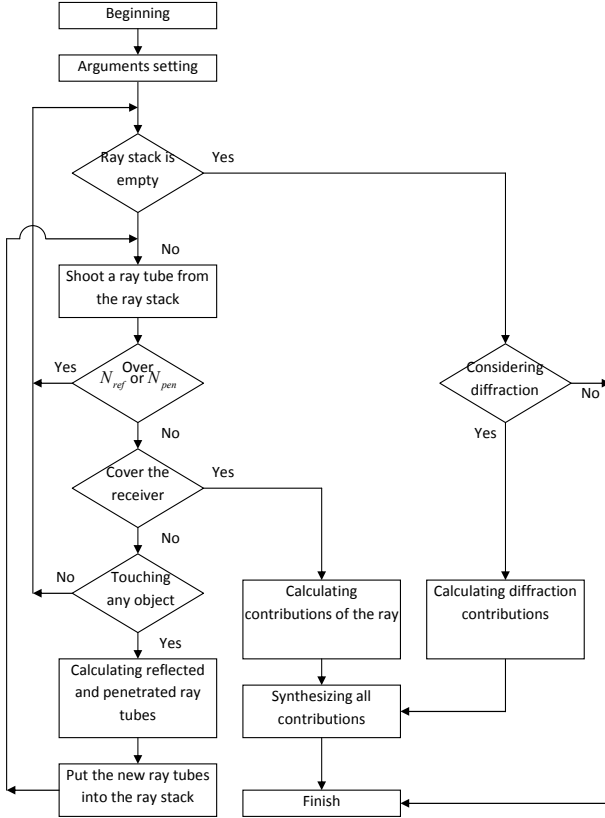 Beginning
Arguments setting
Ray stack is
empty
Yes
No
Shoot a ray tube from
the ray stack
Over
N_ref or N_pen
Yes
No
Considering
diffraction
No
Yes
Cover the
receiver
Yes
No
Touching
any object
No
Yes
Calculating
contributions of the ray
Calculating diffraction
contributions
Calculating reflected
and penetrated ray
tubes
Synthesizing all
contributions
Put the new ray tubes
into the ray stack
Finish